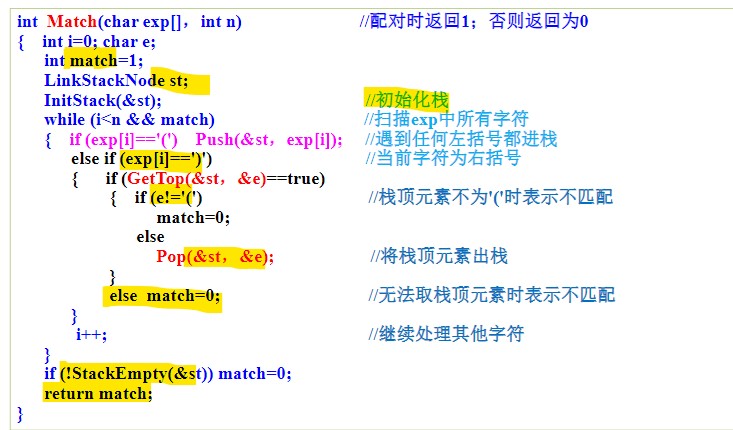 int Match(char exp[]，int n) //配对时返回1；否则返回为0
{ int i=0; char e;
int match=1;
LinkStackNode st;
InitStack(&st); //初始化栈
while (i<n && match) //扫描exp中所有字符
{ if (exp[i]=='(') Push(&st，exp[i]); //遇到任何左括号都进栈
else if (exp[i]==')') //当前字符为右括号
{ if (GetTop(&st，&e)==true)
{ if (e!='(') //栈顶元素不为'('时表示不匹配
match=0;
else
Pop(&st，&e); //将栈顶元素出栈
}
else match=0; //无法取栈顶元素时表示不匹配
}
i++; //继续处理其他字符
}
if (!StackEmpty(&st)) match=0;
return match;
}